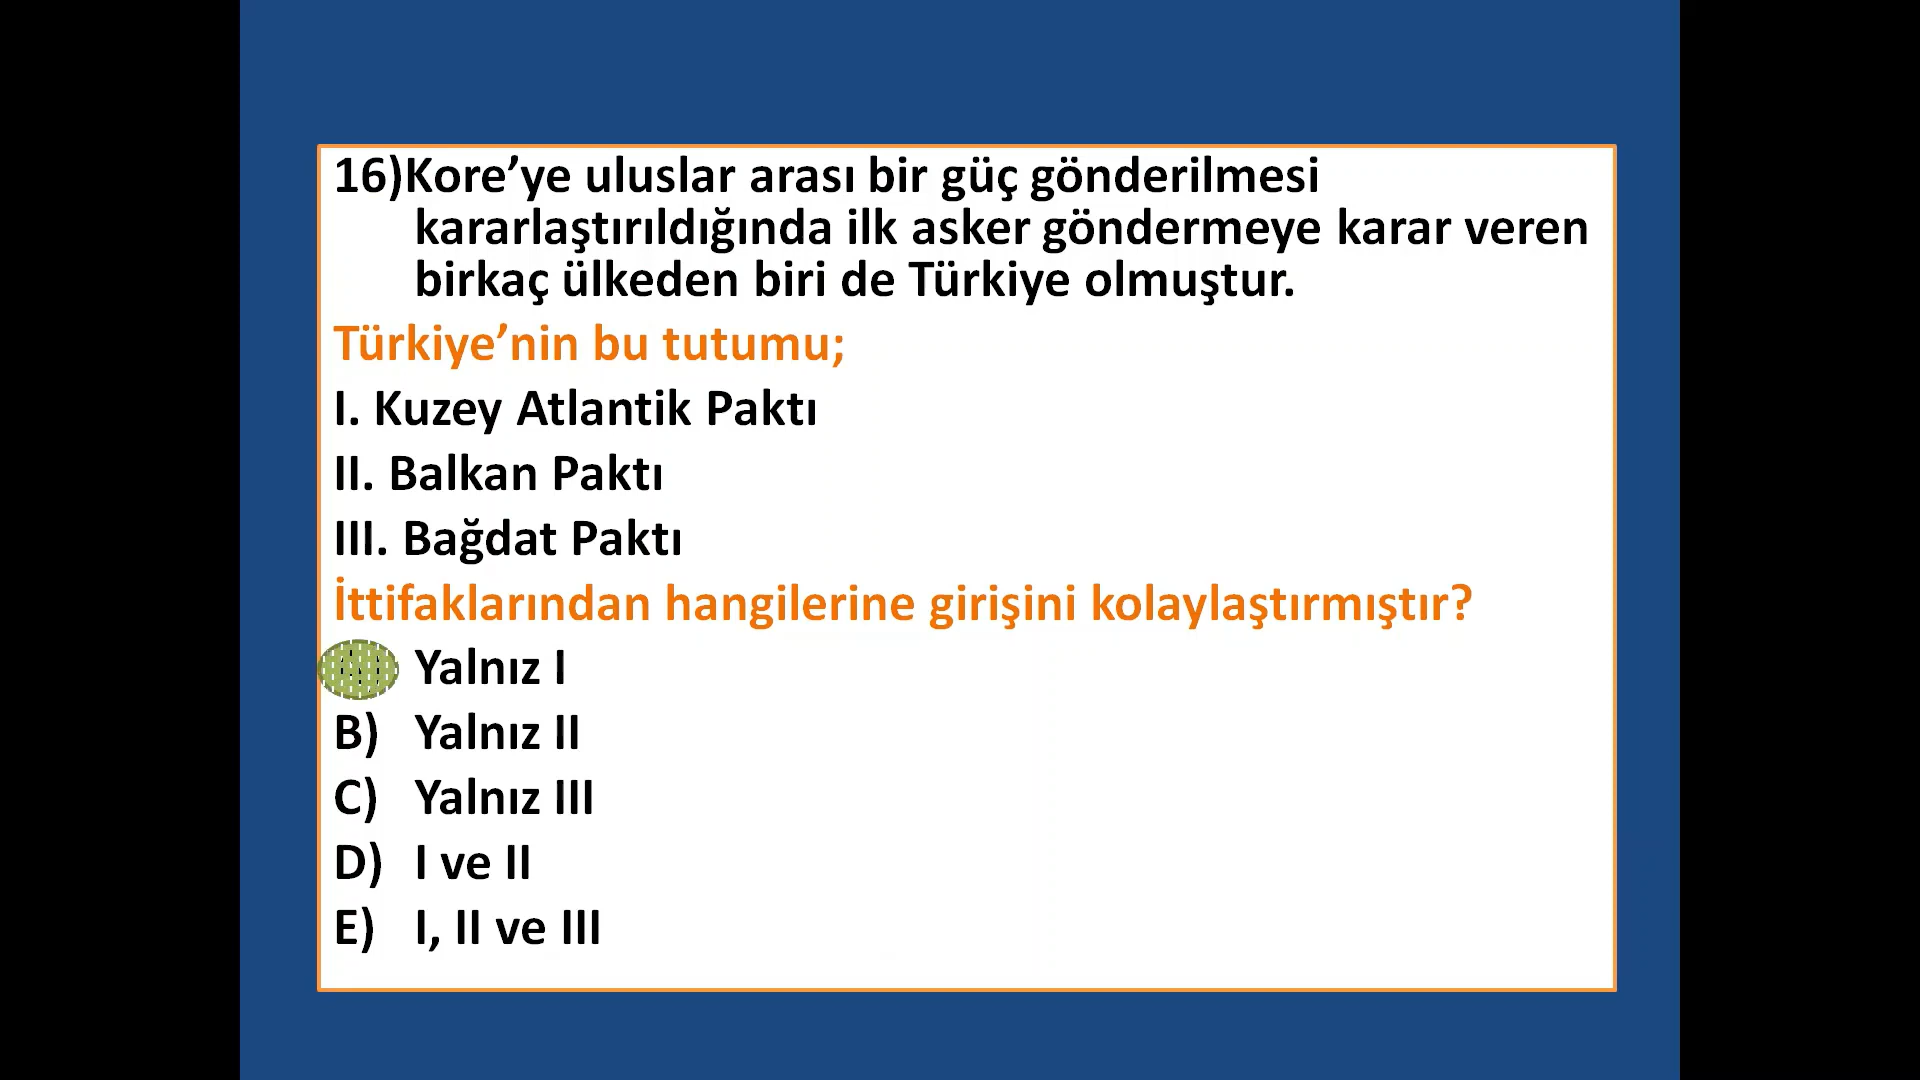 16)Kore’ye uluslar arası bir güç gönderilmesi
kararlaştırıldığında ilk asker göndermeye karar veren
birkaç ülkeden biri de Türkiye olmuştur.
Türkiye’nin bu tutumu;
I. Kuzey Atlantik Paktı
II. Balkan Paktı
III. Bağdat Paktı
İttifaklarından hangilerine girişini kolaylaştırmıştır?
Yalnız I
B) Yalnız II
C) Yalnız III
D) I ve II
E) I, II ve III